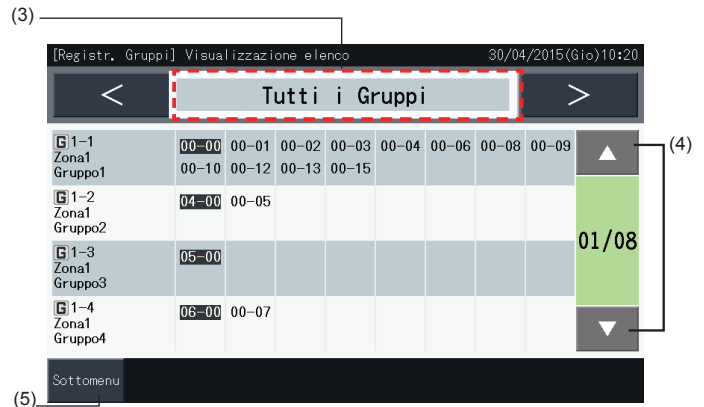 (3)
[Registr. Gruppi] Visualizzazione elenco 30/04/2015(Gio)10:20
< Tutti i Gruppi >
G 1-1 00-00 00-01 00-02 00-03 00-04 00-06 00-08 00-09
Zona1
Gruppo1 00-10 00-12 00-13 00-15
(4)
G 1-2 04-00 00-05
Zona1
Gruppo2
01/08
G 1-3 05-00
Zona1
Gruppo3
G 1-4 06-00 00-07
Zona1
Gruppo4
Sottomenu
(5)